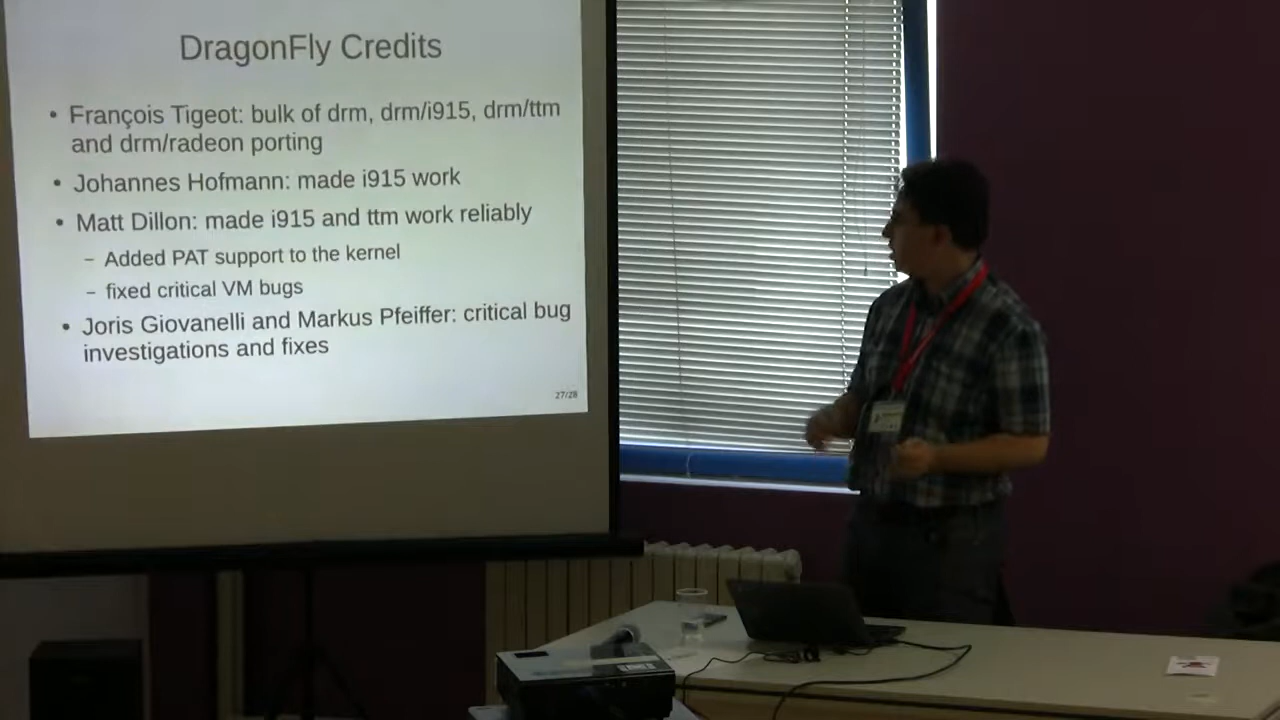 DragonFly Credits
• François Tigeot: bulk of drm, drm/i915, drm/ttm
and drm/radeon porting
• Johannes Hofmann: made i915 work
• Matt Dillon: made i915 and ttm work reliably
– Added PAT support to the kernel
– fixed critical VM bugs
• Joris Giovanelli and Markus Pfeiffer: critical bug
investigations and fixes
27/28